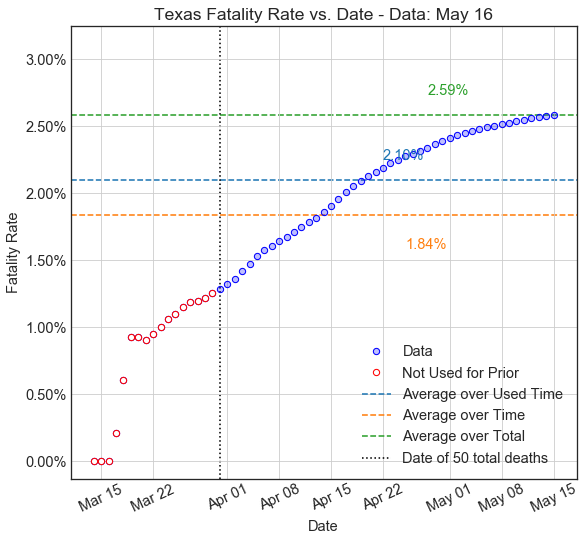 Texas Fatality Rate vs. Date - Data: May 16
3.00%
2.50%
2.00%
1.50%
1.00%
0.50%
0.00%
Fatality Rate
2.59%
2.10%
1.84%
Data
Not Used for Prior
Average over Used Time
Average over Time
Average over Total
Date of 50 total deaths
Mar 15 Mar 22 Apr 01 Apr 08 Apr 15 Apr 22 May 01 May 08 May 15
Date